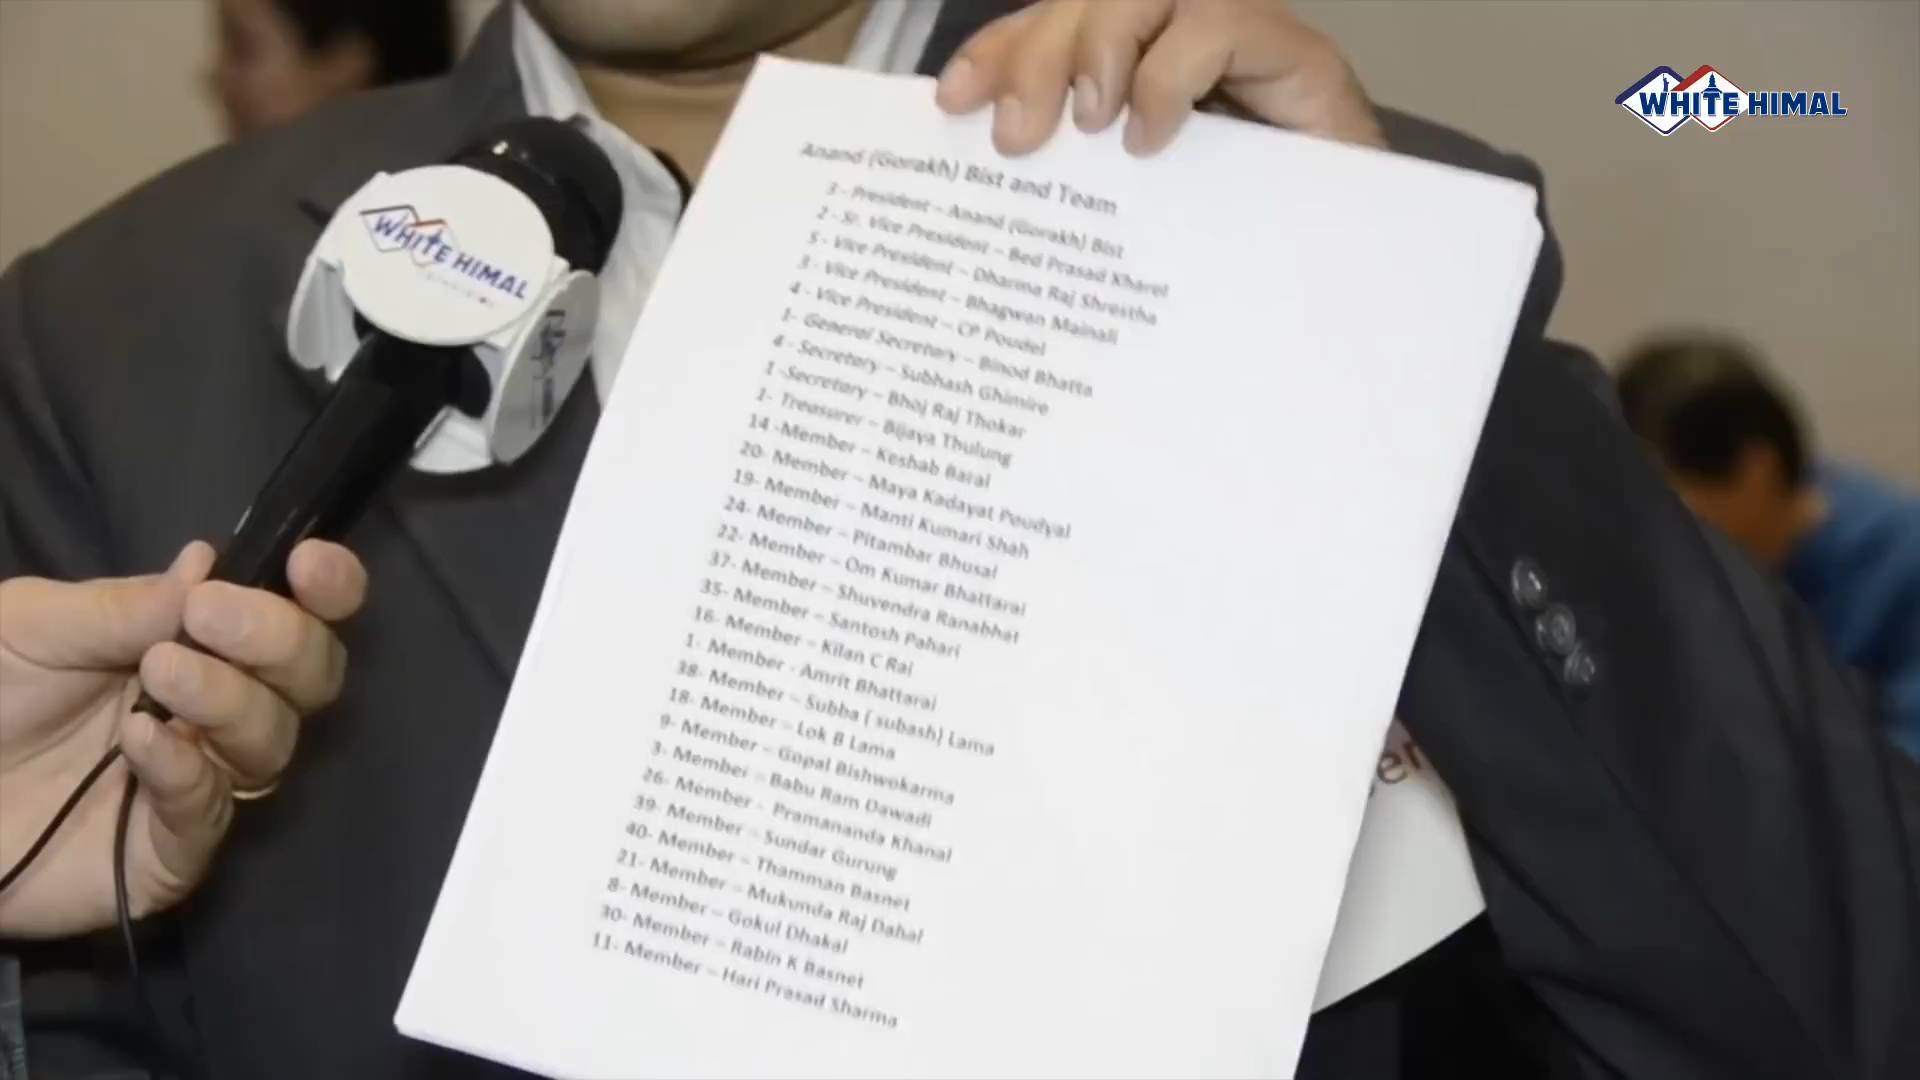 WHITE HIMAL
WHITE HIMAL
Anand (Gorakh) Bist and Team
3 - President – Anand (Gorakh) Bist
2 - Sr. Vice President – Bed Prasad Kharel
5 - Vice President – Dharma Raj Shrestha
3 - Vice President – Bhagwan Mainali
4 - Vice President – CP Poudel
1- General Secretary – Binod Bhatta
4 - Secretary – Subhash Ghimire
1 -Secretary – Bhoj Raj Thokar
1- Treasurer – Bijaya Thulung
14 -Member – Keshab Baral
20- Member – Maya Kadayat Poudyal
19- Member – Manti Kumari Shah
24- Member – Pitambar Bhusal
22- Member – Om Kumar Bhattarai
37- Member – Shuvendra Ranabhat
35- Member – Santosh Pahari
16- Member – Kilan C Rai
1- Member - Amrit Bhattarai
38- Member – Subba ( subash) Lama
18- Member – Lok B Lama
9- Member – Gopal Bishwokarma
3- Member – Babu Ram Dawadi
26- Member - Pramananda Khanal
39- Member – Sundar Gurung
40- Member – Thamman Basnet
21- Member – Mukunda Raj Dahal
8- Member – Gokul Dhakal
30- Member – Rabin K Basnet
11- Member – Hari Prasad Sharma